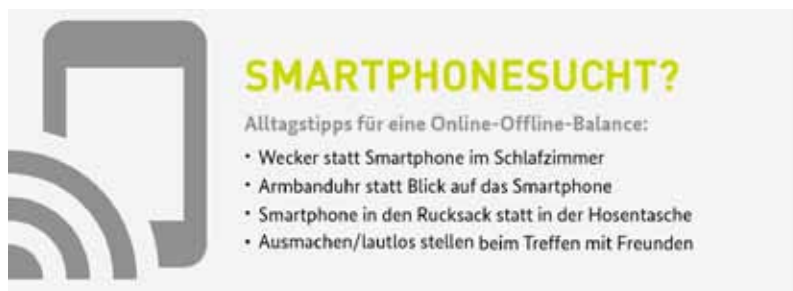 SMARTPHONESUCHT?
Alltagstipps für eine Online-Offline-Balance:
• Wecker statt Smartphone im Schlafzimmer
• Armbanduhr statt Blick auf das Smartphone
• Smartphone in den Rucksack statt in der Hosentasche
• Ausmachen/lautlos stellen beim Treffen mit Freunden